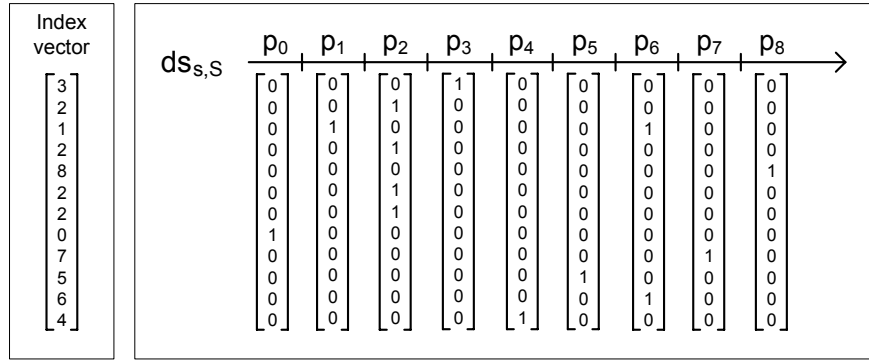 Index
vector
3
2
1
2
8
2
2
0
7
5
6
4
ds_{s,S} p₀ p₁ p₂ p₃ p₄ p₅ p₆ p₇ p₈
0 0 0 1 0 0 0 0 0
0 0 1 0 0 0 0 0 0
0 1 0 0 0 0 1 0 0
0 0 1 0 0 0 0 0 0
0 0 0 0 0 0 0 0 1
0 0 1 0 0 0 0 0 0
0 0 1 0 0 0 0 0 0
1 0 0 0 0 0 0 0 0
0 0 0 0 0 0 0 1 0
0 0 0 0 0 1 0 0 0
0 0 0 0 0 0 1 0 0
0 0 0 0 1 0 0 0 0